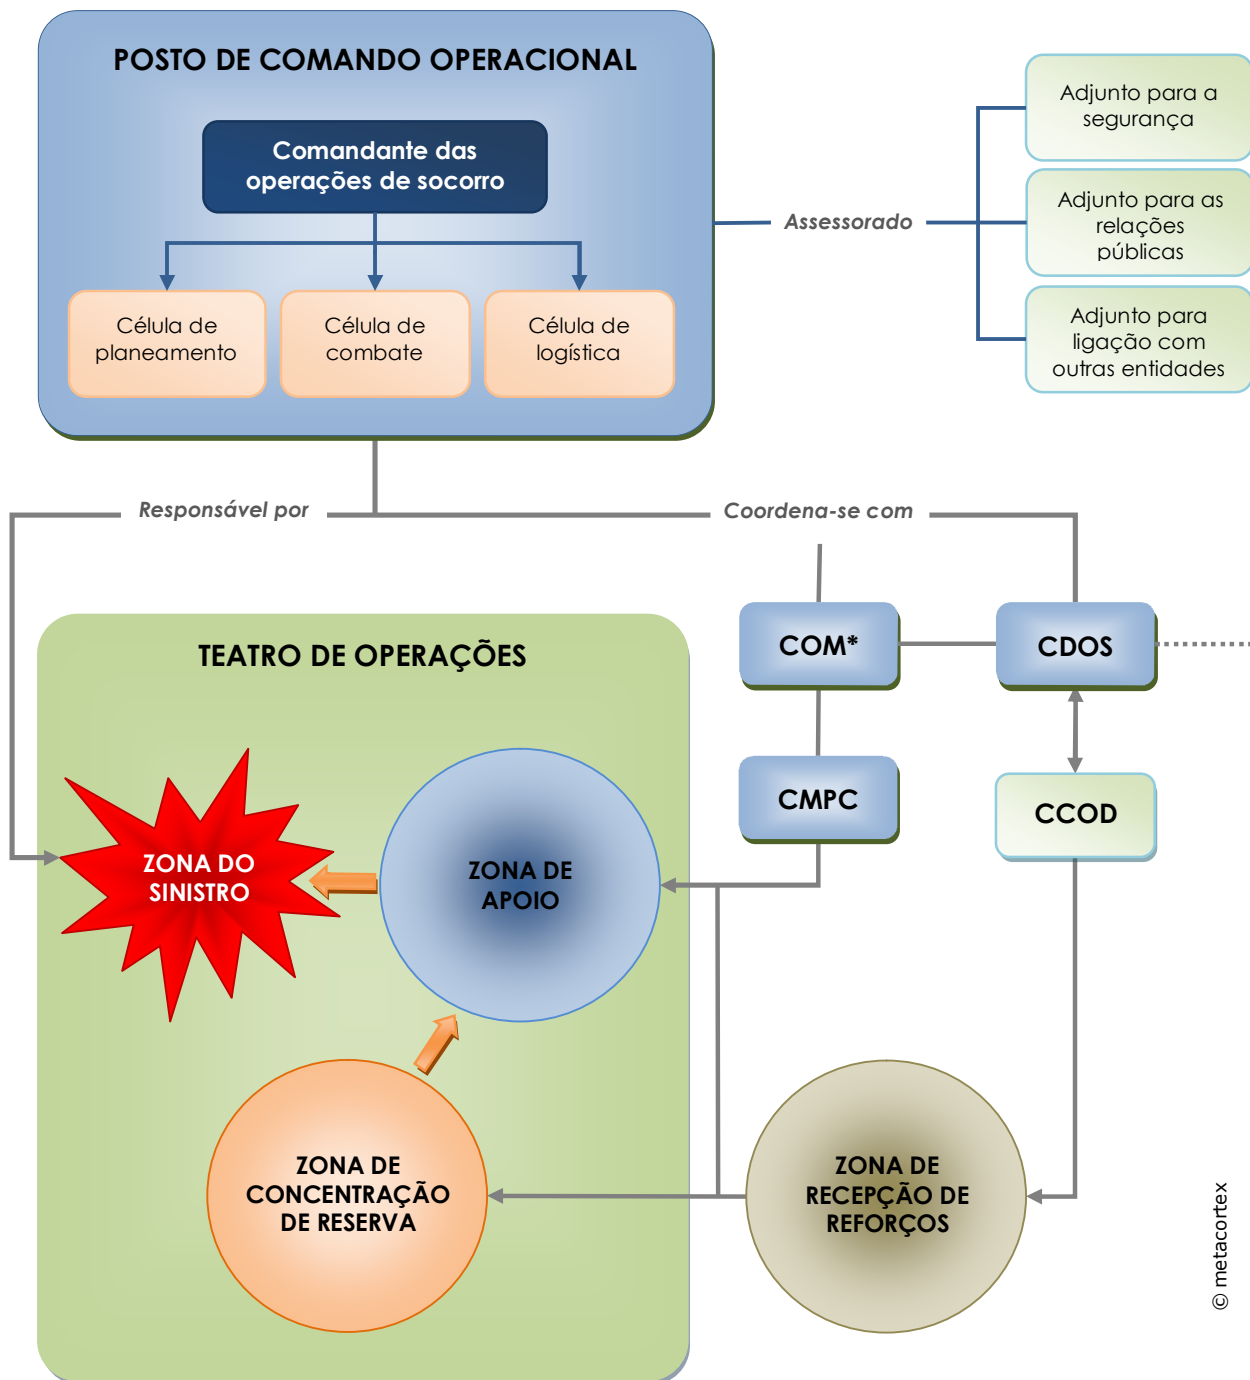 POSTO DE COMANDO OPERACIONAL
Comandante das
operações de socorro
Célula de
planeamento
Célula de
combate
Célula de
logística
Assessorado
Adjunto para a
segurança
Adjunto para as
relações
públicas
Adjunto para
ligação com
outras entidades
Responsável por
Coordena-se com
TEATRO DE OPERAÇÕES
COM*
CDOS
CMPC
CCOD
ZONA DO
SINISTRO
ZONA DE
APOIO
ZONA DE
CONCENTRAÇÃO
DE RESERVA
ZONA DE
RECEPÇÃO DE
REFORÇOS
© metacortex